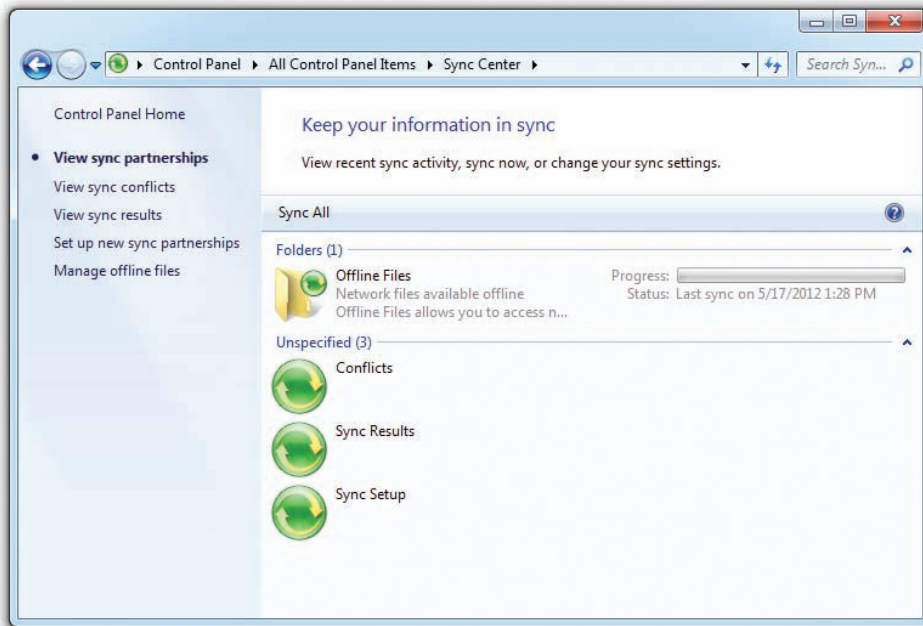 Control Panel
All Control Panel Items
Sync Center
Search Syn...
Control Panel Home
View sync partnerships
View sync conflicts
View sync results
Set up new sync partnerships
Manage offline files
Keep your information in sync
View recent sync activity, sync now, or change your sync settings.
Sync All
Folders (1)
Offline Files
Network files available offline
Offline Files allows you to access n...
Progress:
Status: Last sync on 5/17/2012 1:28 PM
Unspecified (3)
Conflicts
Sync Results
Sync Setup